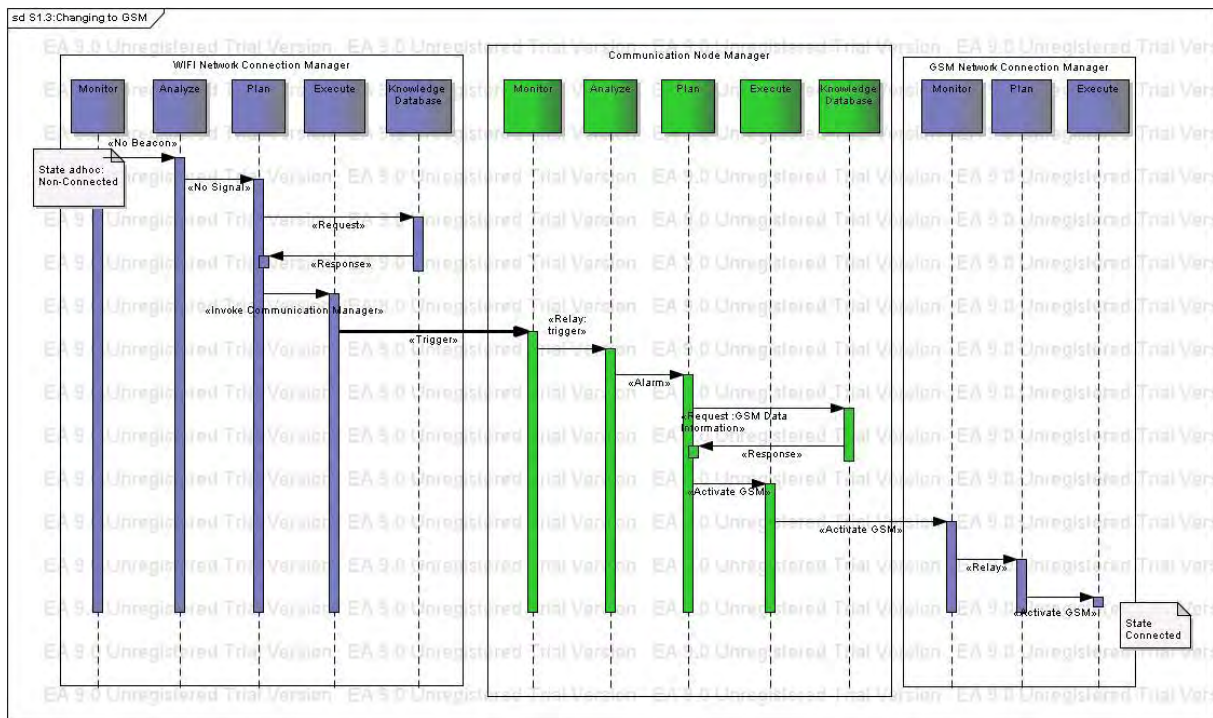 sd S1.3:Changing to GSM
WIFI Network Connection Manager
Communication Node Manager
GSM Network Connection Manager
Monitor
Analyze
Plan
Execute
Knowledge
Database
Monitor
Analyze
Plan
Execute
Knowledge
Database
Monitor
Plan
Execute
State adhoc:
Non-Connected
«No Beacon»
«No Signal»
«Request»
«Response»
«Invoke Communication Manager»
«Trigger»
«Relay:
trigger»
«Alarm»
«Request :GSM Data
Information»
«Response»
«Activate GSM»
«Activate GSM»
«Relay»
«Activate GSM»
State
Connected
EA 9.0 Unregistered Trial Version